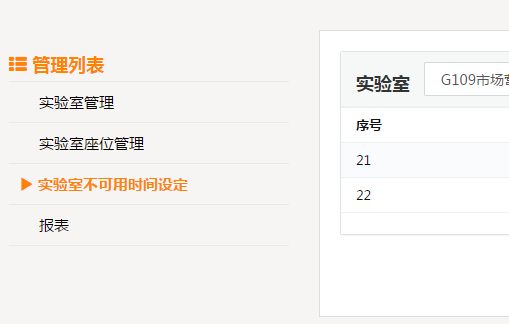 管理列表
实验室管理
实验室座位管理
实验室不可用时间设定
报表
实验室
G109市场
序号
21
22